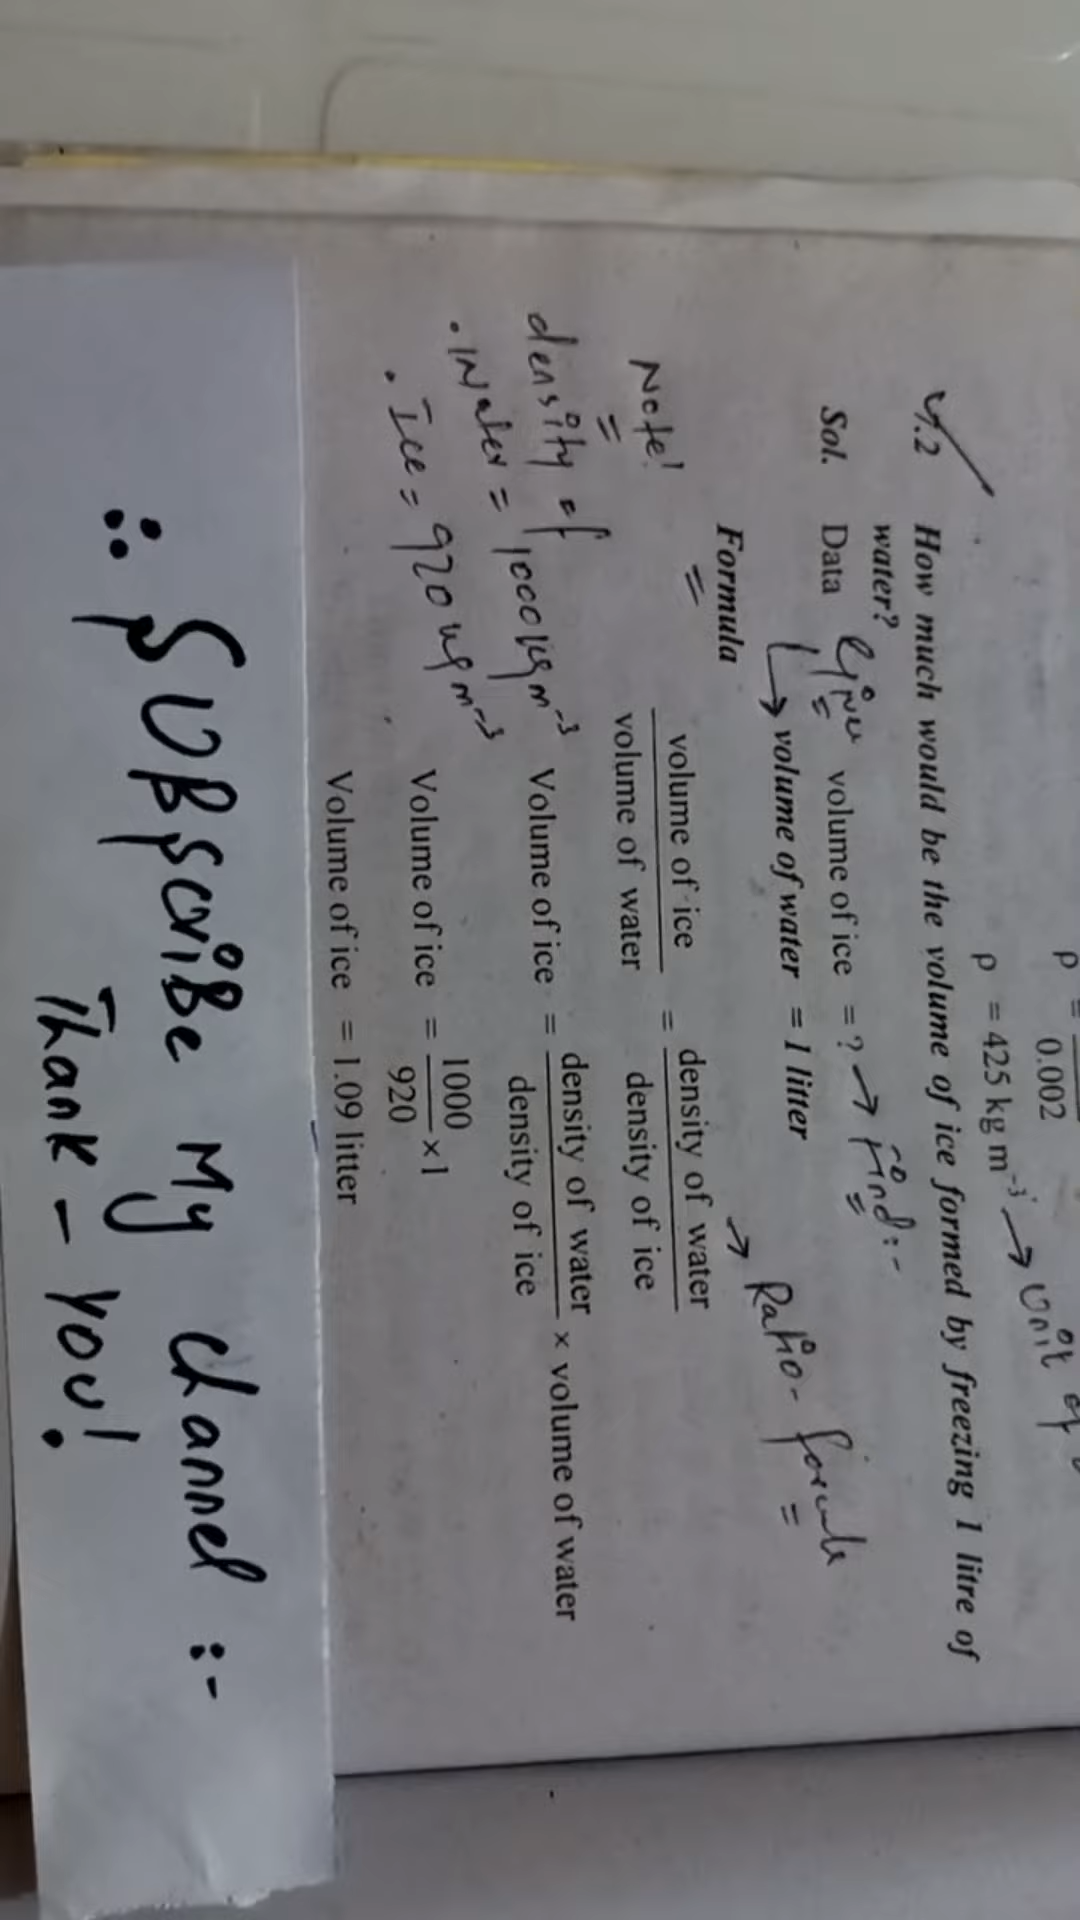 ρ =
0.002
ρ = 425 kg m⁻³ → Unit of
7.2 How much would be the volume of ice formed by freezing 1 litre of
water?
Sol. Data volume of ice = ? → Find:-
↳ volume of water = 1 litter
→ Ratio-
Formula
volume of ice / volume of water = density of water / density of ice
Note!
density of
Volume of ice = density of water / density of ice × volume of water
. Water = 1000 kgm⁻³
. Ice = 920 kgm⁻³
Volume of ice = 1000 / 920 × 1
Volume of ice = 1.09 litter
SUBSCriBe My Channel :-
Thank - You!